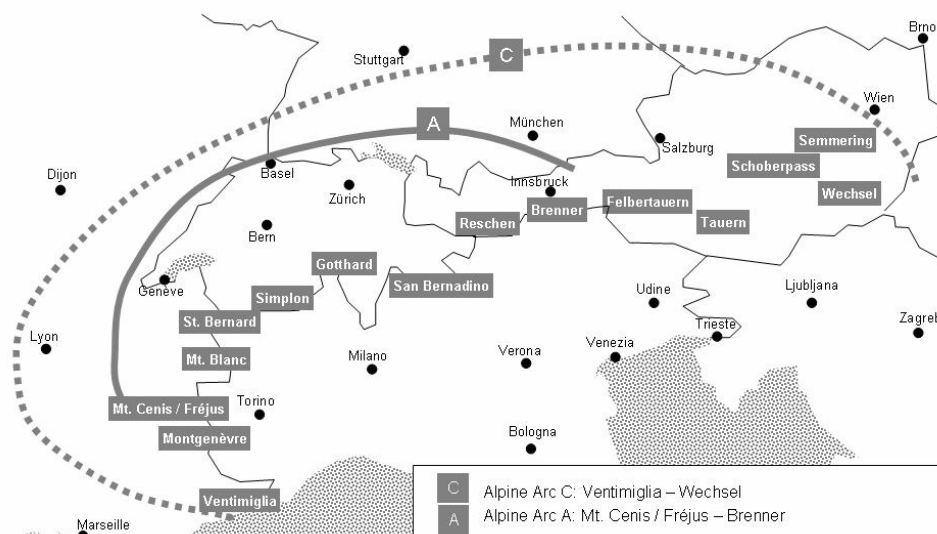 Brno
C
Stuttgart
Wien
A
München
Semmering
Salzburg
Schoberpass
Basel
Dijon
Zürich
Innsbruck
Wechsel
Felbertauern
Brenner
Reschen
Tauern
Bern
Gotthard
San Bernadino
Genève
Simplon
Udine
Ljubljana
St. Bernard
Trieste
Zagreb
Lyon
Mt. Blanc
Milano
Verona
Venezia
Mt. Cenis / Fréjus
Torino
Montgenèvre
Bologna
Ventimiglia
C Alpine Arc C: Ventimiglia – Wechsel
A Alpine Arc A: Mt. Cenis / Fréjus – Brenner
Marseille